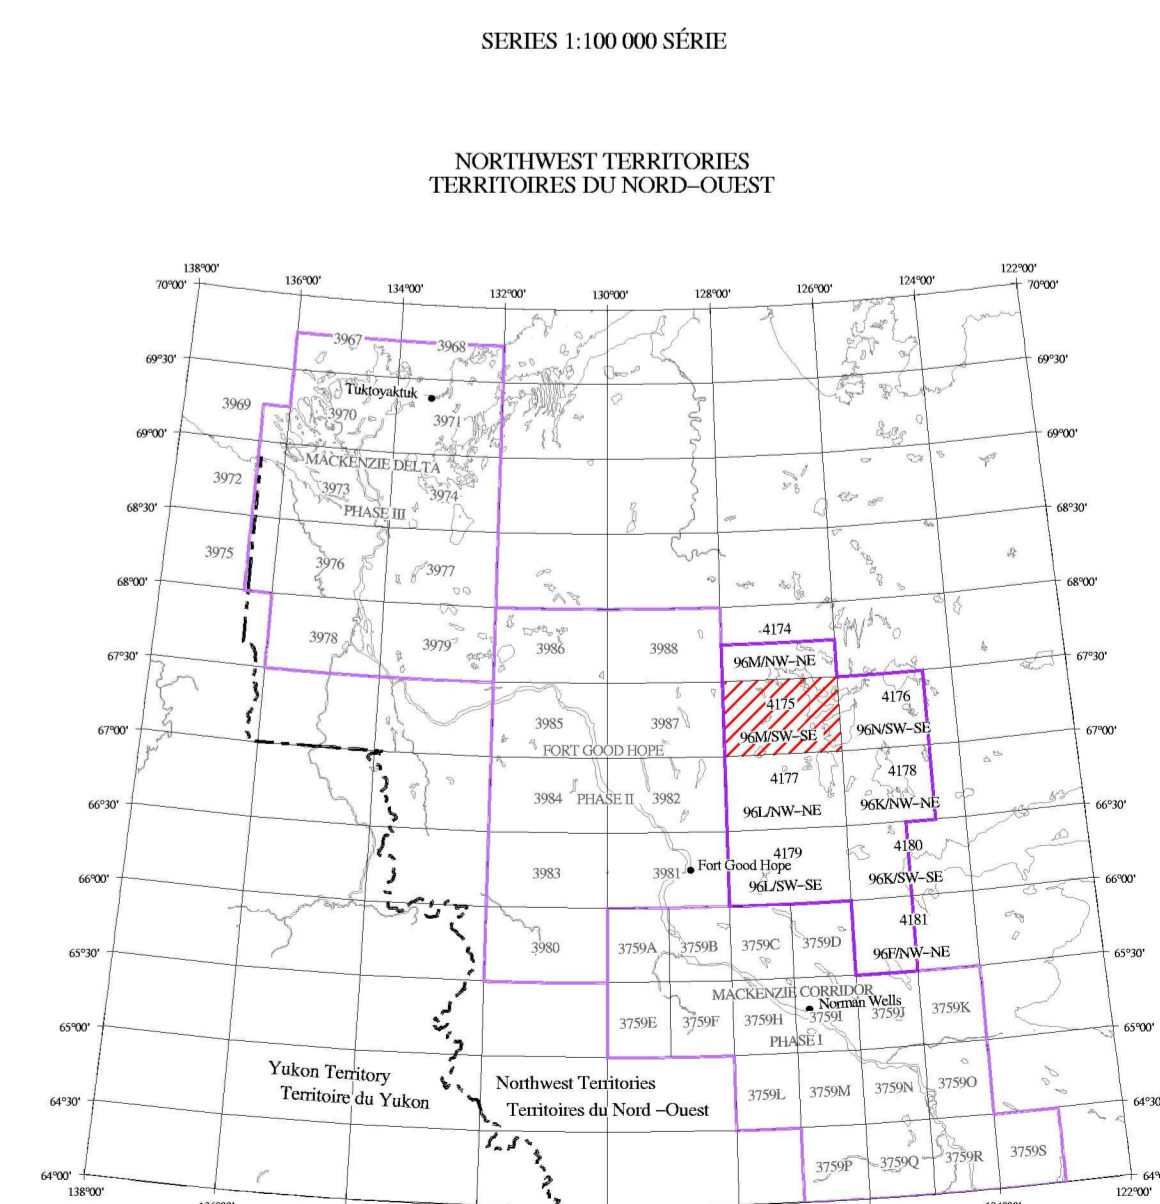 SERIES 1:100 000 SÉRIE
NORTHWEST TERRITORIES
TERRITOIRES DU NORD–OUEST
138°00'
136°00'
134°00'
132°00'
130°00'
128°00'
126°00'
124°00'
122°00'
70°00'
70°00'
3967
3968
69°30'
69°30'
Tuktoyaktuk
3969
3970
3971
69°00'
69°00'
MACKENZIE DELTA
3972
3973
3974
68°30'
PHASE III
68°30'
3975
3976
3977
68°00'
68°00'
3978
3979
3986
3988
4174
67°30'
96M/NW–NE
67°30'
3985
3987
4175
4176
67°00'
FORT GOOD HOPE
96M/SW–SE
96N/SW–SE
67°00'
3984
PHASE II
3982
4177
4178
66°30'
96L/NW–NE
96K/NW–NE
66°30'
3983
3981
Fort Good Hope
4179
4180
66°00'
96L/SW–SE
96K/SW–SE
66°00'
4181
65°30'
3980
3759A
3759B
3759C
3759D
96F/NW–NE
65°30'
MACKENZIE CORRIDOR
Norman Wells
65°00'
3759E
3759F
3759H
3759I
3759J
3759K
65°00'
PHASE I
Yukon Territory
Territoire du Yukon
Northwest Territories
Territoires du Nord –Ouest
64°30'
3759L
3759M
3759N
3759O
64°30
64°00'
3759P
3759Q
3759R
3759S
64°
138°00'
122°00'